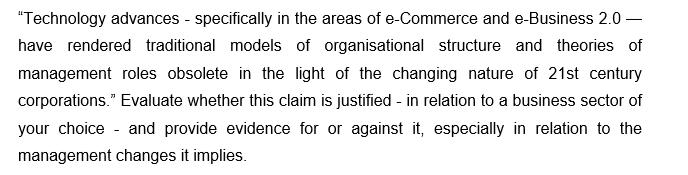 “Technology advances - specifically in the areas of e-Commerce and e-Business 2.0 —
have rendered traditional models of organisational structure and theories of
management roles obsolete in the light of the changing nature of 21st century
corporations.” Evaluate whether this claim is justified - in relation to a business sector of
your choice - and provide evidence for or against it, especially in relation to the
management changes it implies.